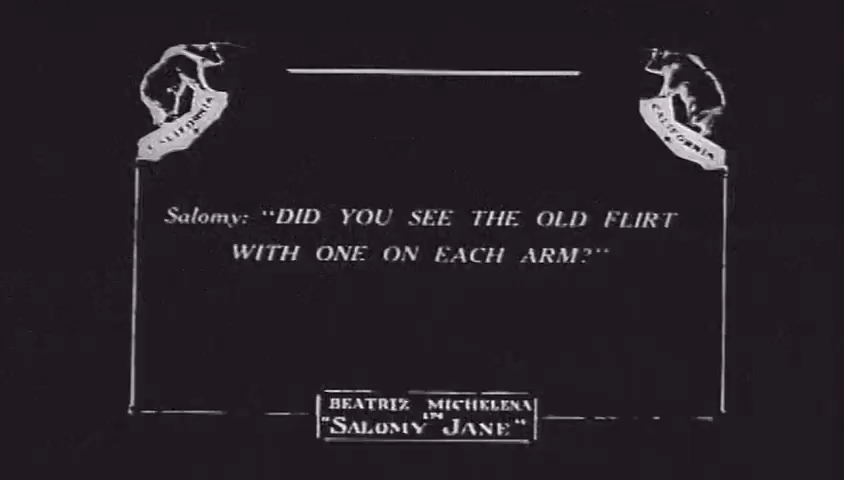 CALIFORNIA
CALIFORNIA
Salomy: "DID YOU SEE THE OLD FLIRT
WITH ONE ON EACH ARM?"
BEATRIZ MICHELENA
IN
"SALOMY JANE"